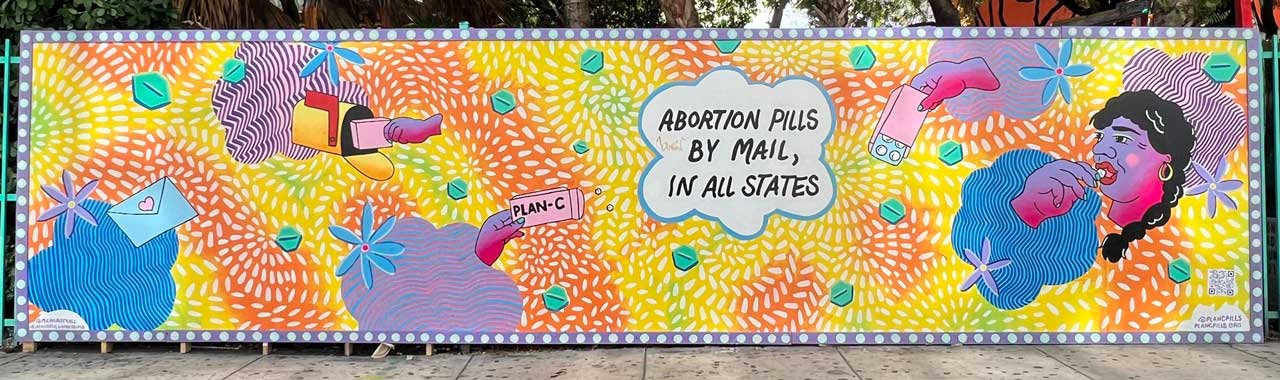 ABORTION PILLS
BY MAIL,
IN ALL STATES
PLAN-C
@PLANCPILLS
PLANCPILLS.ORG